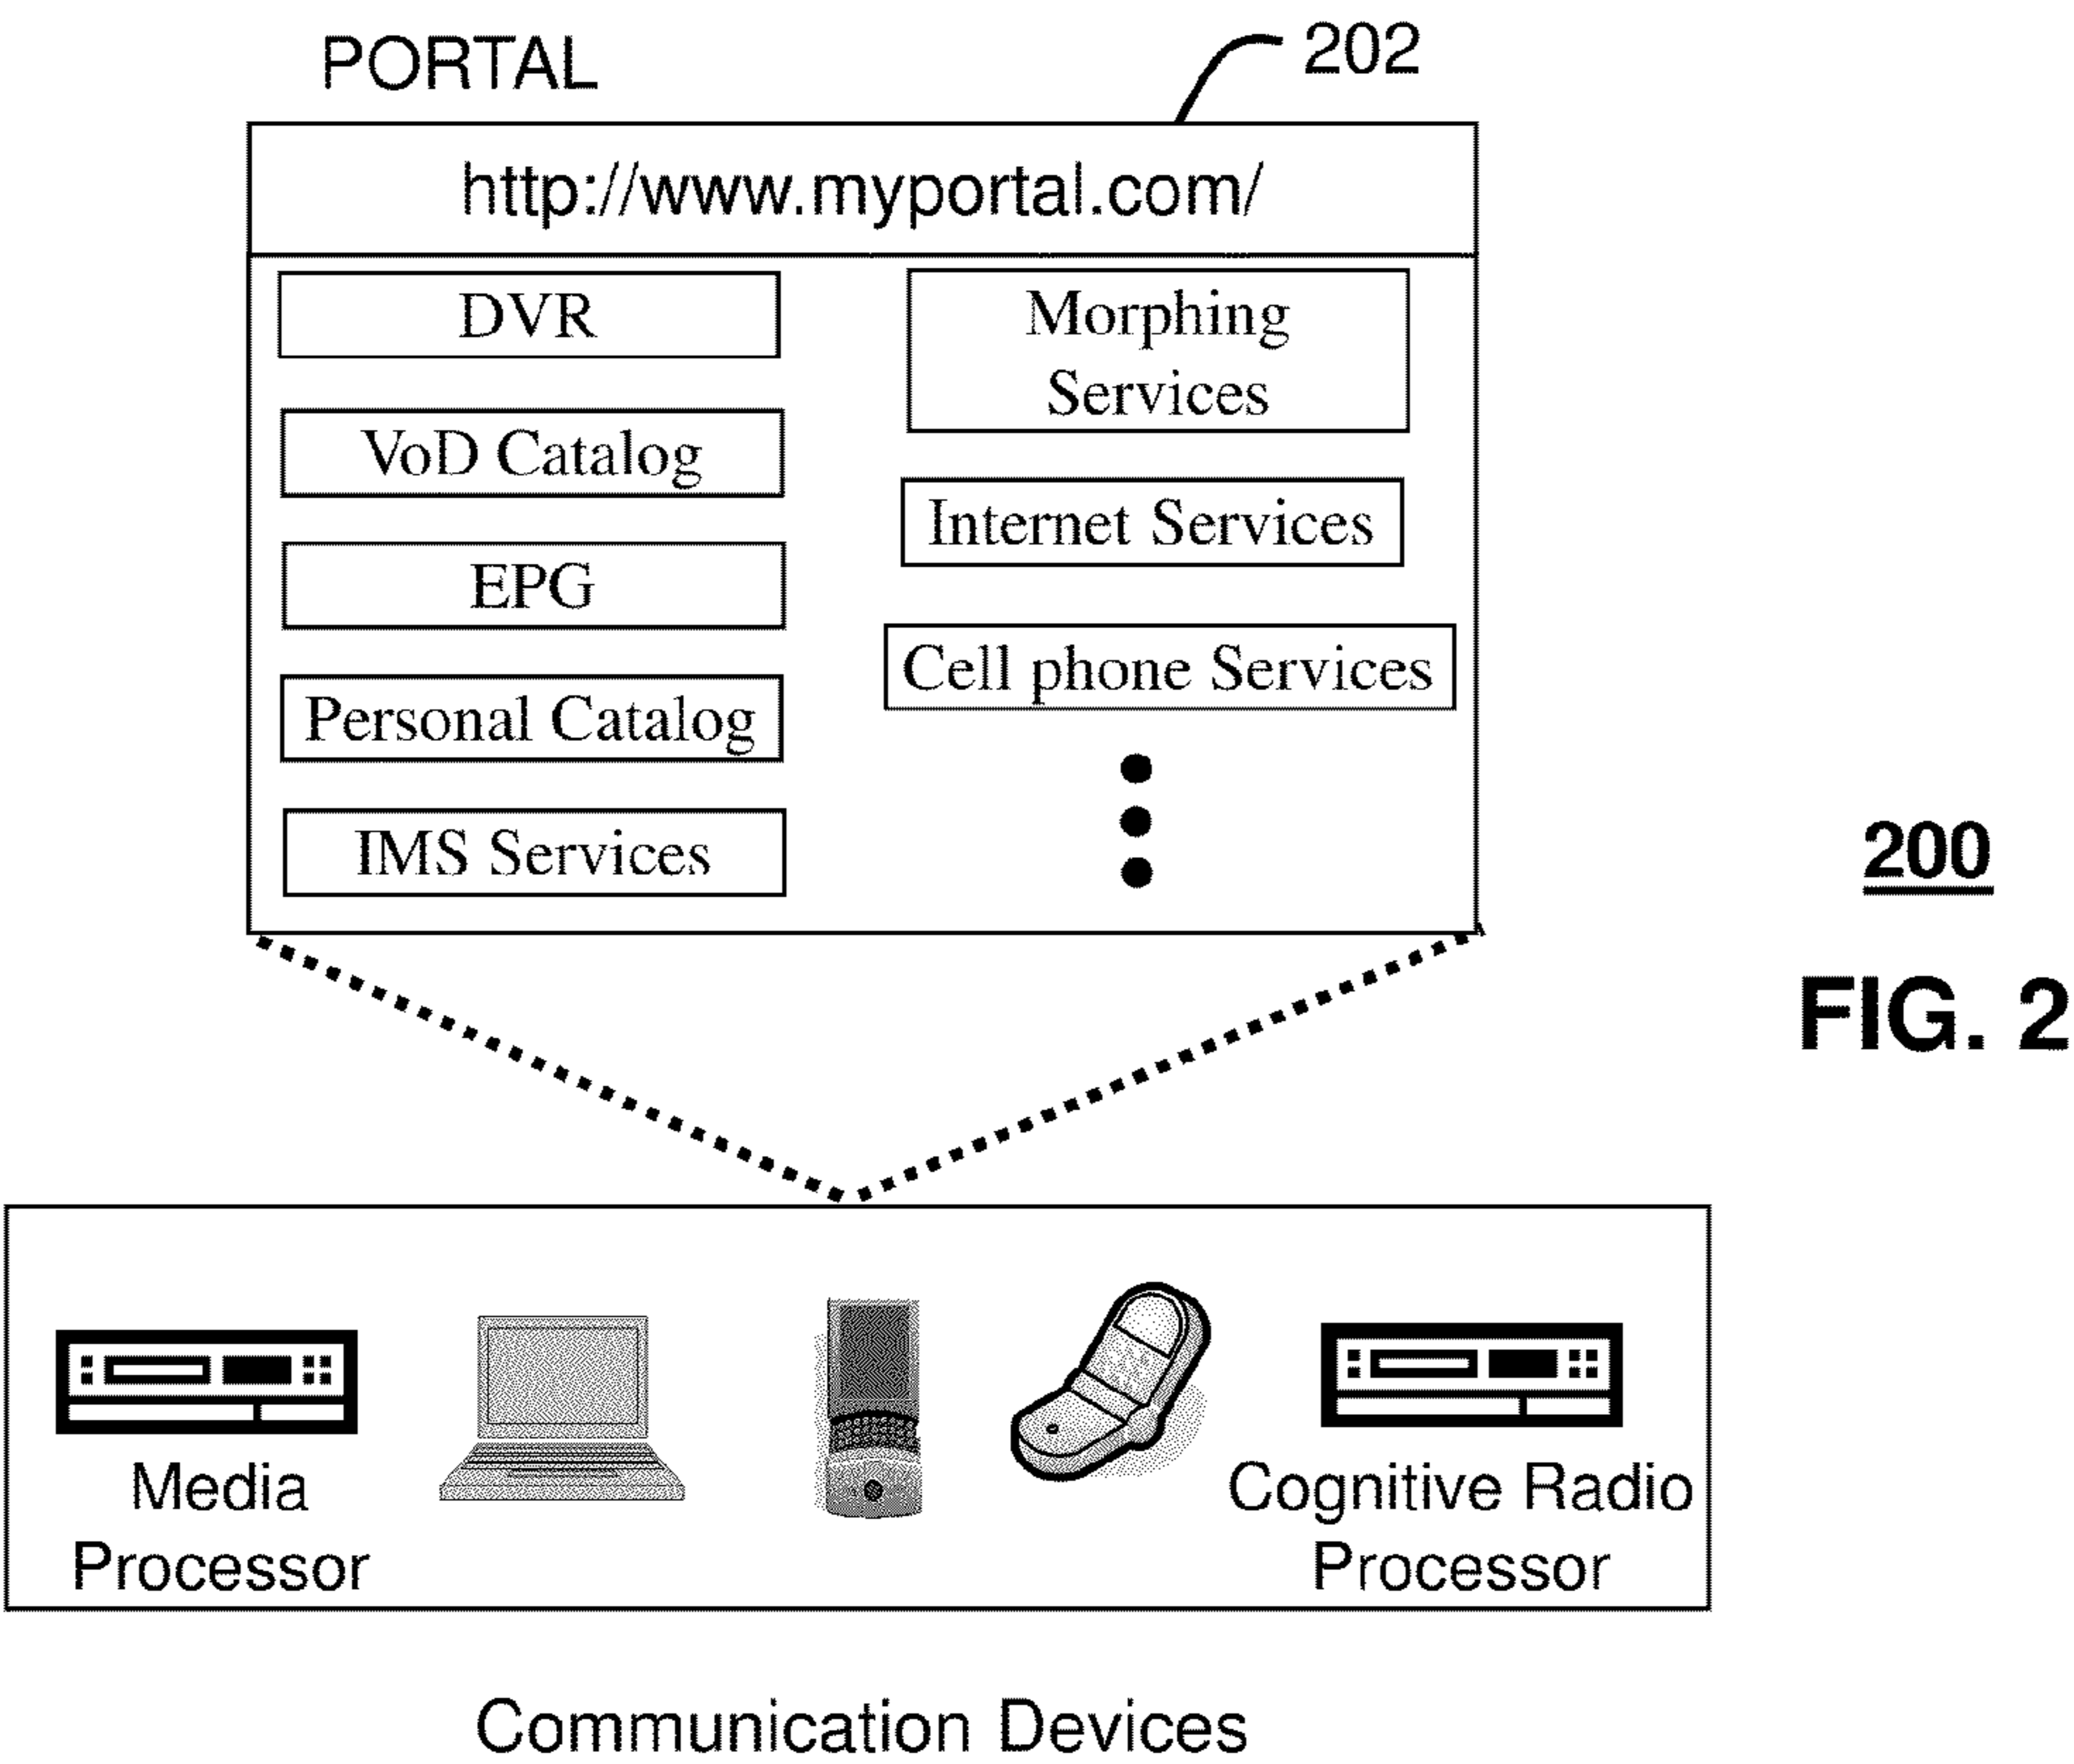 PORTAL
202
http://www.myportal.com/
DVR
VoD Catalog
EPG
Personal Catalog
IMS Services
Morphing
Services
Internet Services
Cell phone Services
200
FIG. 2
Media
Processor
Cognitive Radio
Processor
Communication Devices